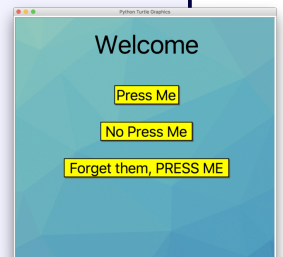 Python Turtle Graphics
Welcome
Press Me
No Press Me
Forget them, PRESS ME